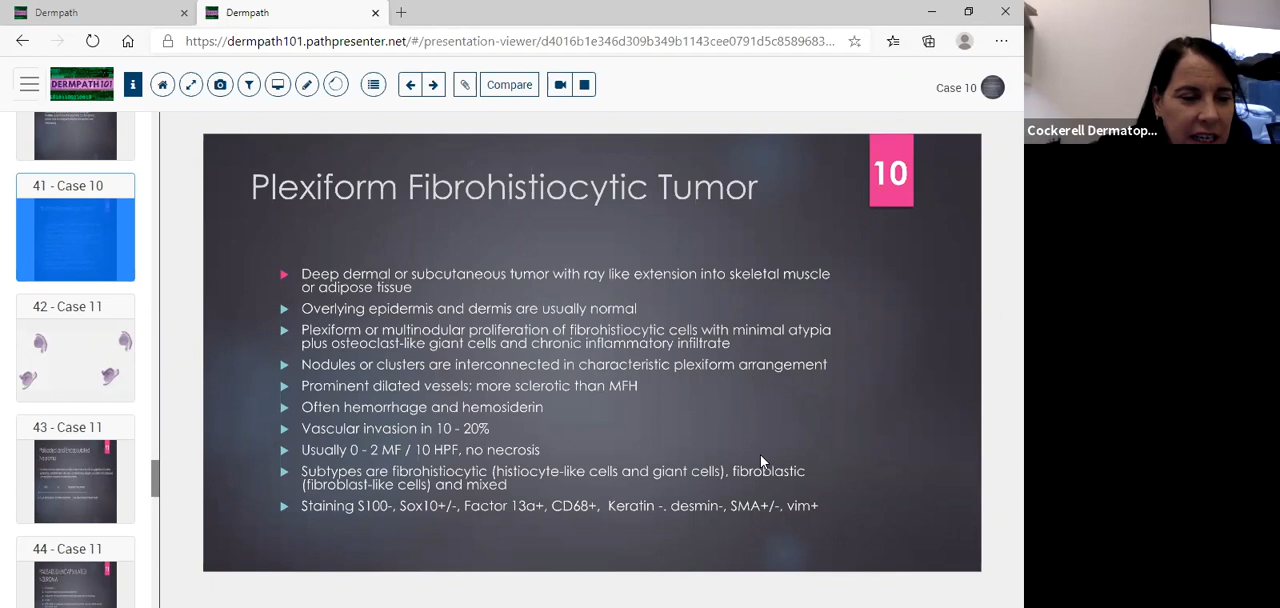 Dermpath
Dermpath
https://dermpath101.pathpresenter.net/#/presentation-viewer/d4016b1e346d309b349b1143cee0791d5c8589683...
DERMPATH 101
i
Compare
Case 10
Cockerell Dermatop...
41 - Case 10
42 - Case 11
43 - Case 11
44 - Case 11
10
Plexiform Fibrohistiocytic Tumor
Deep dermal or subcutaneous tumor with ray like extension into skeletal muscle
or adipose tissue
Overlying epidermis and dermis are usually normal
Plexiform or multinodular proliferation of fibrohistiocytic cells with minimal atypia
plus osteoclast-like giant cells and chronic inflammatory infiltrate
Nodules or clusters are interconnected in characteristic plexiform arrangement
Prominent dilated vessels; more sclerotic than MFH
Often hemorrhage and hemosiderin
Vascular invasion in 10 - 20%
Usually 0 - 2 MF / 10 HPF, no necrosis
Subtypes are fibrohistiocytic (histiocyte-like cells and giant cells), fibroblastic
(fibroblast-like cells) and mixed
Staining S100-, Sox10+/-, Factor 13a+, CD68+, Keratin -. desmin-, SMA+/-, vim+